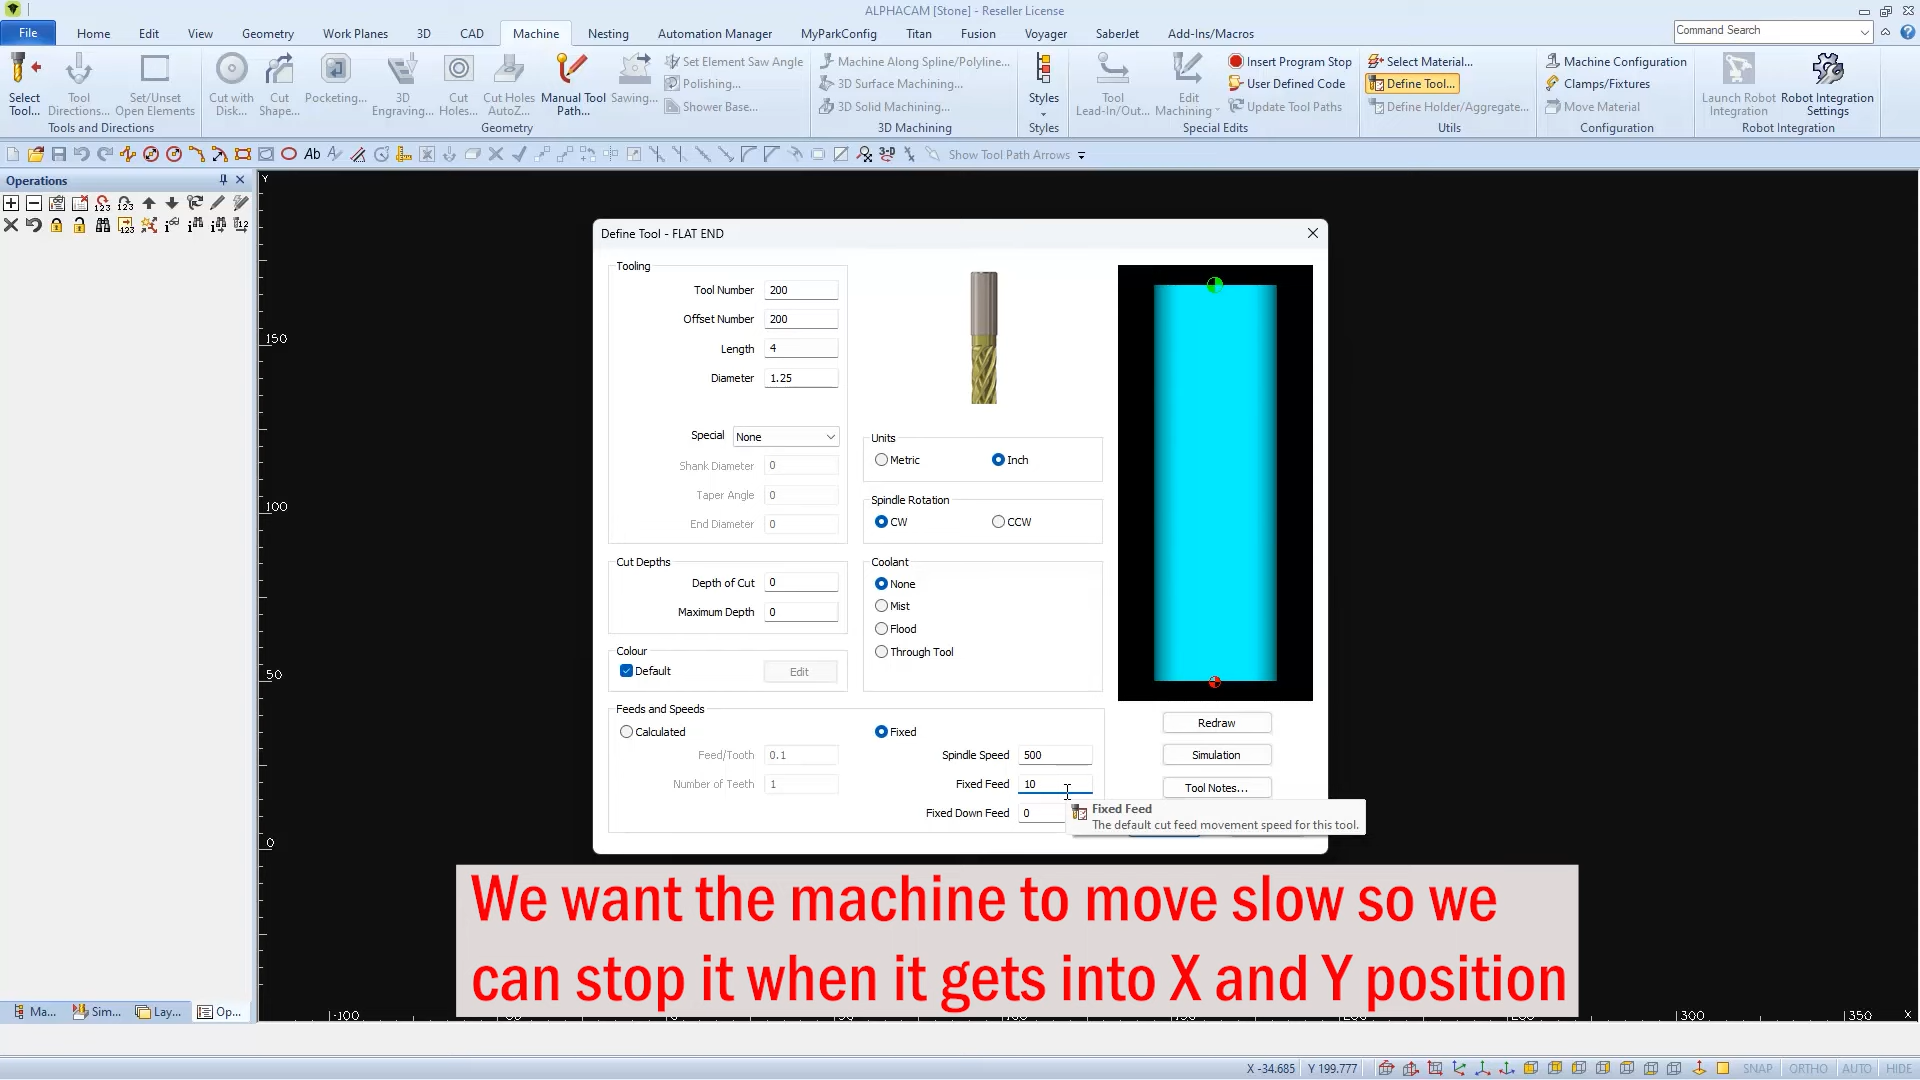 ALPHACAM [Stone] - Reseller License
File Home Edit View Geometry Work Planes 3D CAD Machine Nesting Automation Manager MyParkConfig Titan Fusion Voyager SaberJet Add-Ins/Macros
Command Search
Select Tool...
Tool Directions...
Set/Unset Open Elements
Tools and Directions
Cut with Disk...
Cut Shape...
Pocketing...
3D Engraving...
Cut Holes...
Cut Holes AutoZ...
Manual Tool Path...
Sawing...
Set Element Saw Angle
Polishing...
Shower Base...
Geometry
Machine Along Spline/Polyline...
3D Surface Machining...
3D Solid Machining...
3D Machining
Styles
Styles
Tool Lead-In/Out...
Edit Machining
Insert Program Stop
User Defined Code
Update Tool Paths
Special Edits
Select Material...
Define Tool...
Define Holder/Aggregate...
Utils
Machine Configuration
Clamps/Fixtures
Move Material
Configuration
Launch Robot Integration
Robot Integration Settings
Robot Integration
Abc
3-D
Show Tool Path Arrows
Operations
Y
150
100
50
0
Define Tool - FLAT END
Tooling
Tool Number 200
Offset Number 200
Length 4
Diameter 1.25
Special None
Shank Diameter 0
Taper Angle 0
End Diameter 0
Cut Depths
Depth of Cut 0
Maximum Depth 0
Colour
Default Edit
Units
Metric Inch
Spindle Rotation
CW CCW
Coolant
None
Mist
Flood
Through Tool
Feeds and Speeds
Calculated
Feed/Tooth 0.1
Number of Teeth 1
Fixed
Spindle Speed 500
Fixed Feed 10
Fixed Down Feed 0
Redraw
Simulation
Tool Notes...
Fixed Feed
The default cut feed movement speed for this tool.
We want the machine to move slow so we
can stop it when it gets into X and Y position
-100
300
350
X
Ma... Sim... Lay... Op...
X -34.685 Y 199.777 SNAP ORTHO AUTO HIDE